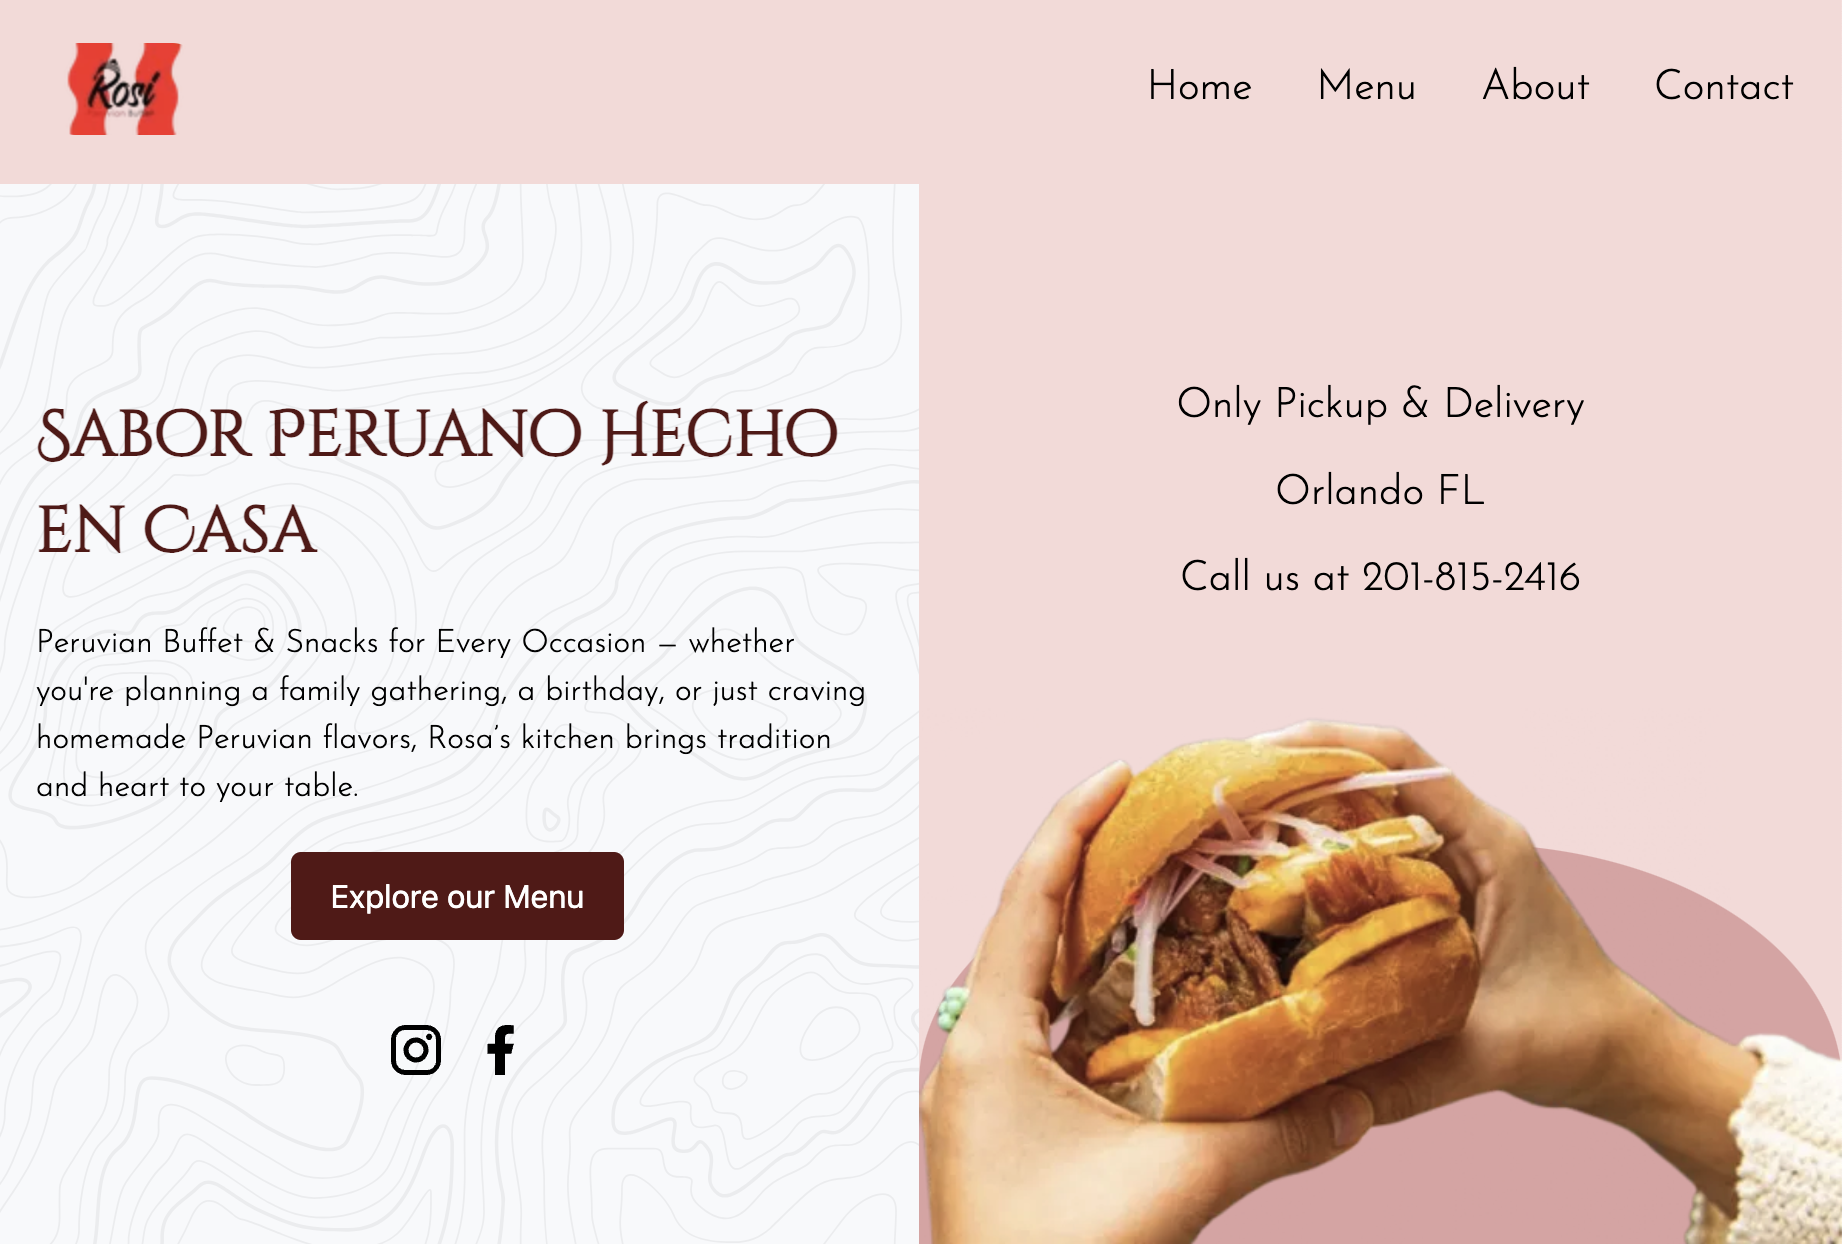 Rosi
Home Menu About Contact
Sabor Peruano Hecho
en Casa
Peruvian Buffet & Snacks for Every Occasion – whether
you're planning a family gathering, a birthday, or just craving
homemade Peruvian flavors, Rosa’s kitchen brings tradition
and heart to your table.
Explore our Menu
Only Pickup & Delivery
Orlando FL
Call us at 201-815-2416